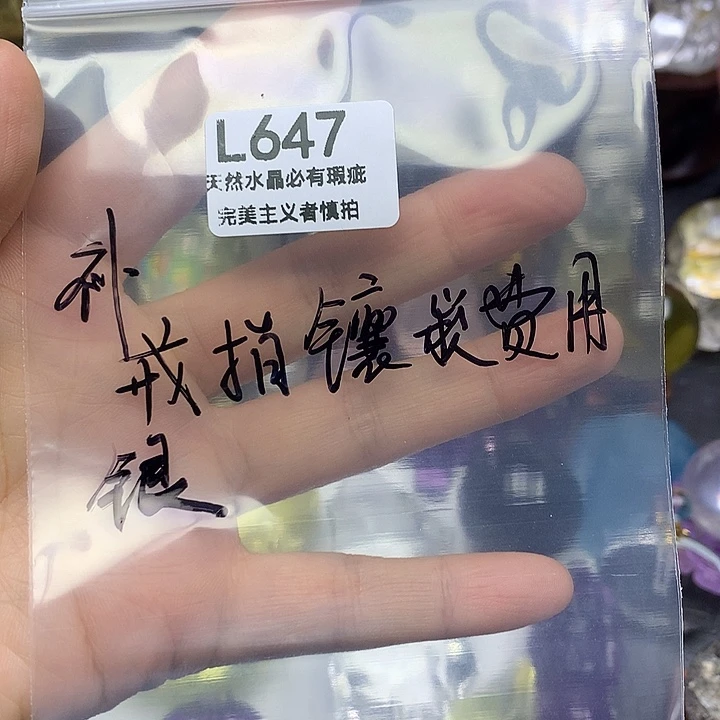 L647
天然水晶必有瑕疵
完美主义者慎拍
补
戒指镶嵌费用
银